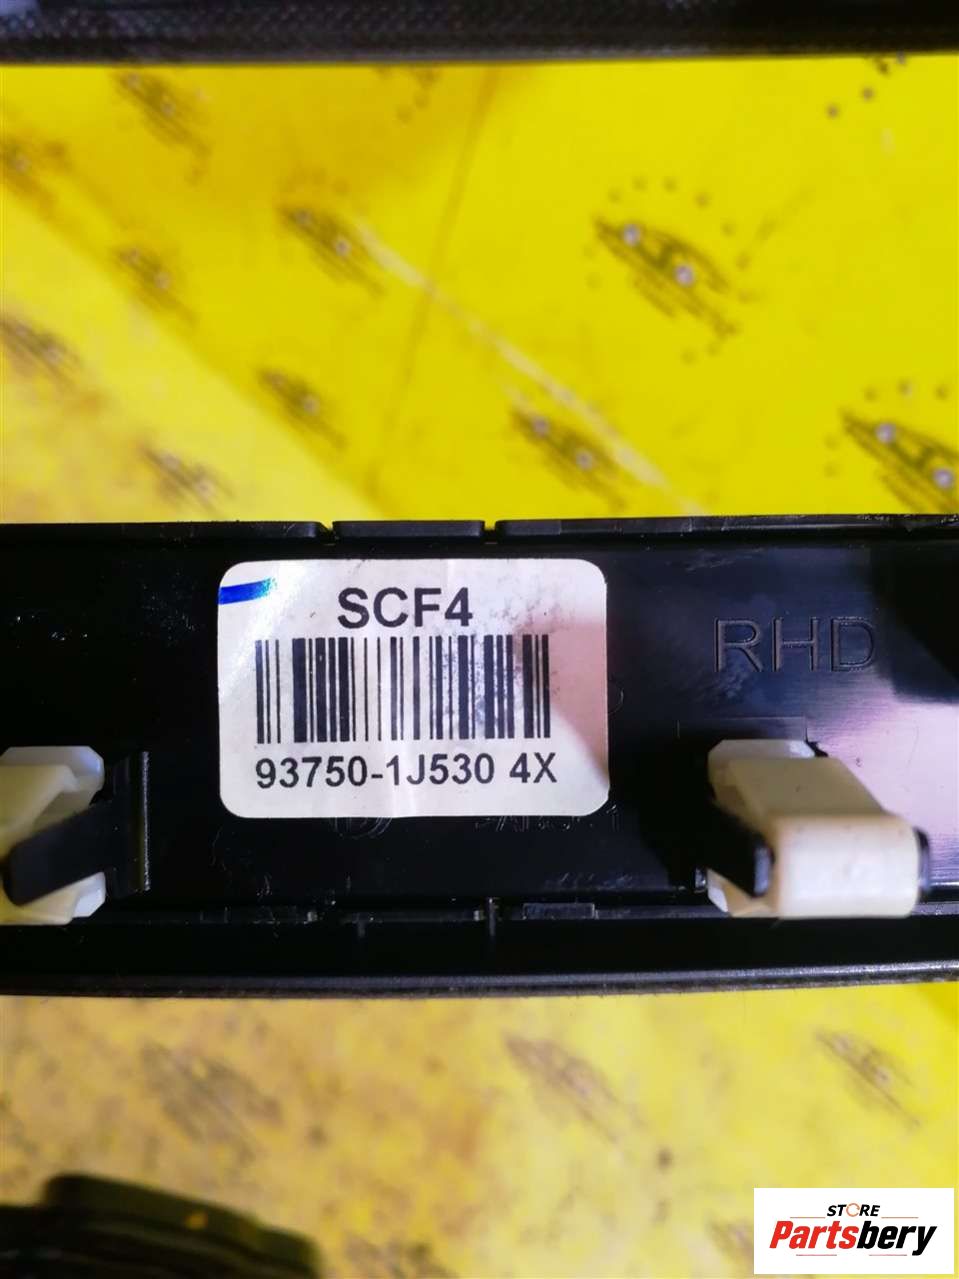 SCF4
RHD
93750-1J530 4X
STORE
Partsbery